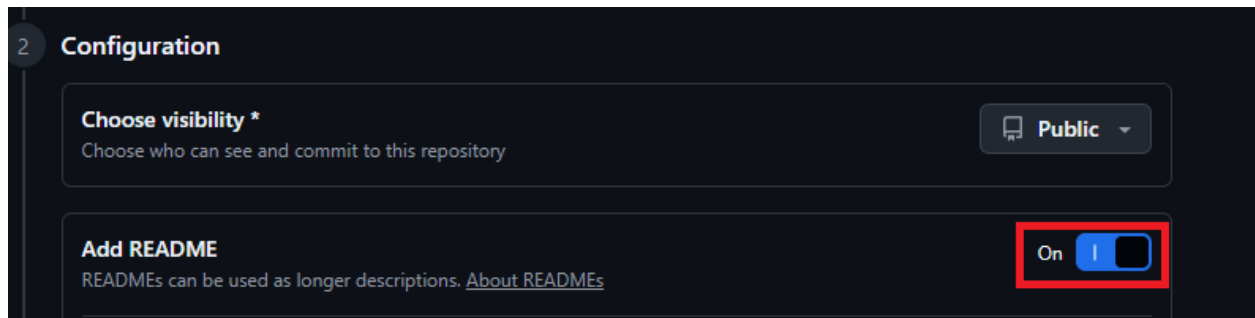 2
Configuration
Choose visibility *
Choose who can see and commit to this repository
Public
Add README
On
READMEs can be used as longer descriptions. About READMEs